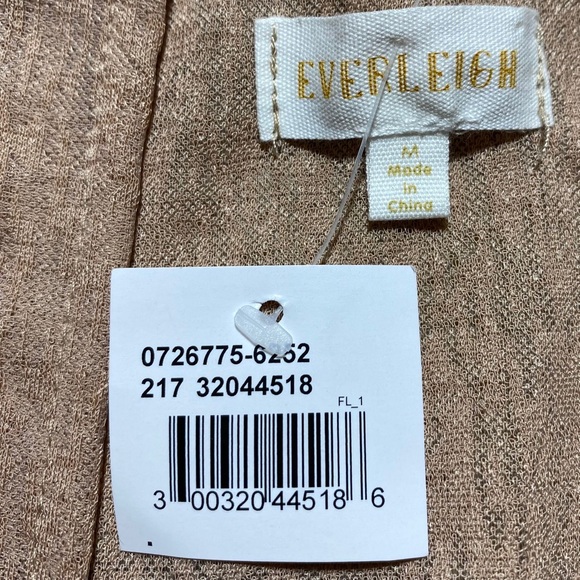 EVERLEIGH
M
Made
in
China
0726775-6252
217 32044518
FL_1
3 00320 44518 6